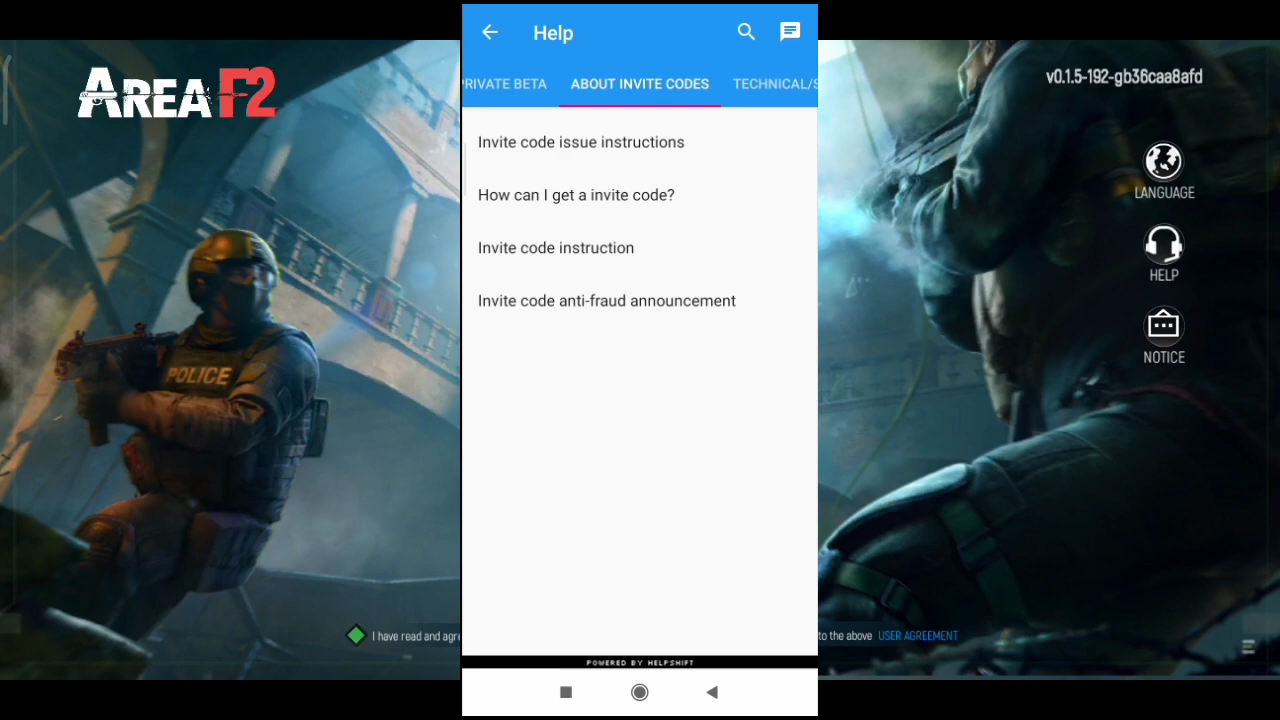 AREA F2
POLICE
I have read and agre
Help
PRIVATE BETA ABOUT INVITE CODES TECHNICAL/S
Invite code issue instructions
How can I get a invite code?
Invite code instruction
Invite code anti-fraud announcement
POWERED BY HELPSHIFT
v0.1.5-192-gb36caa8afd
LANGUAGE
HELP
NOTICE
to the above USER AGREEMENT